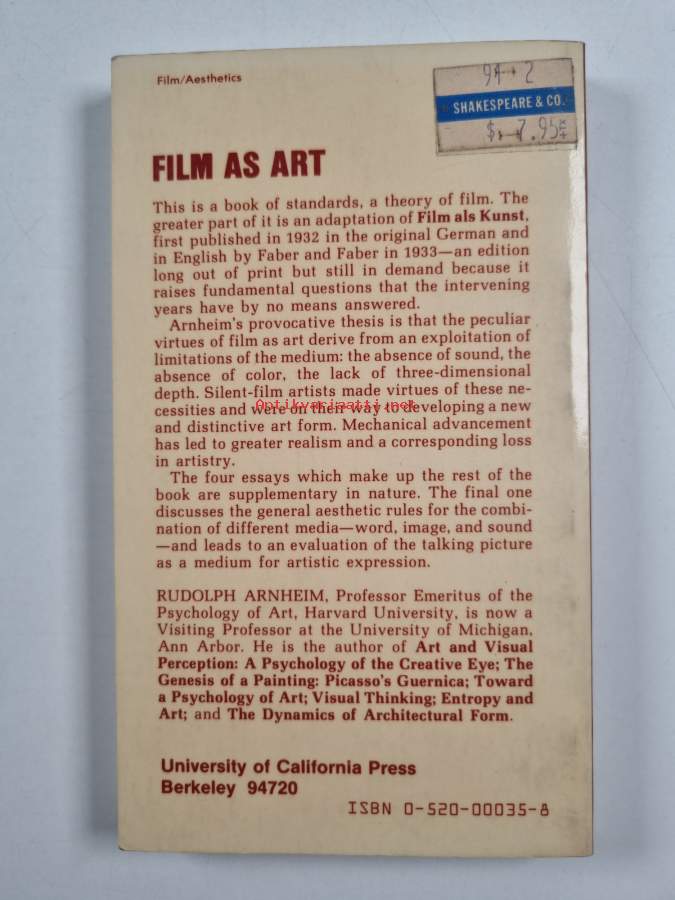 Film/Aesthetics
94 2
SHAKESPEARE & CO.
$ 7.95
FILM AS ART
This is a book of standards, a theory of film. The
greater part of it is an adaptation of Film als Kunst,
first published in 1932 in the original German and
in English by Faber and Faber in 1933—an edition
long out of print but still in demand because it
raises fundamental questions that the intervening
years have by no means answered.
Arnheim's provocative thesis is that the peculiar
virtues of film as art derive from an exploitation of
limitations of the medium: the absence of sound, the
absence of color, the lack of three-dimensional
depth. Silent-film artists made virtues of these ne-
cessities and were on their way to developing a new
and distinctive art form. Mechanical advancement
has led to greater realism and a corresponding loss
in artistry.
The four essays which make up the rest of the
book are supplementary in nature. The final one
discusses the general aesthetic rules for the combi-
nation of different media—word, image, and sound
—and leads to an evaluation of the talking picture
as a medium for artistic expression.
RUDOLPH ARNHEIM, Professor Emeritus of the
Psychology of Art, Harvard University, is now a
Visiting Professor at the University of Michigan,
Ann Arbor. He is the author of Art and Visual
Perception: A Psychology of the Creative Eye; The
Genesis of a Painting: Picasso's Guernica; Toward
a Psychology of Art; Visual Thinking; Entropy and
Art; and The Dynamics of Architectural Form.
University of California Press
Berkeley 94720
ISBN 0-520-00035-8